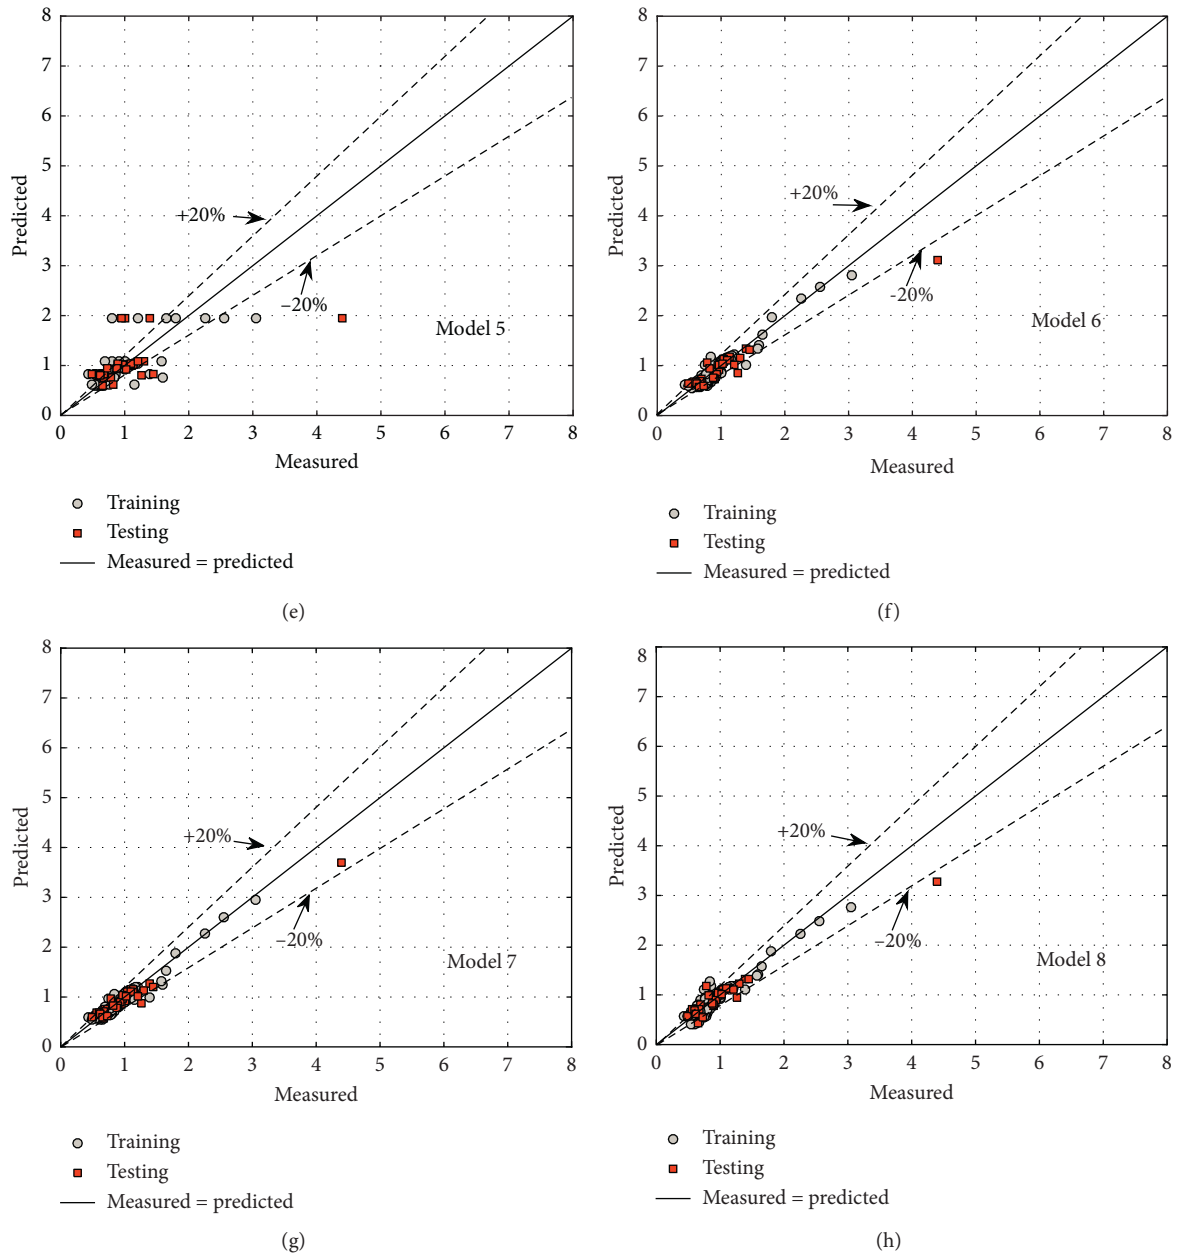 8
7
6
5
4
3
2
1
0
Predicted
+20%
–20%
Model 5
0 1 2 3 4 5 6 7 8
Measured
Training
Testing
Measured = predicted
(e)
8
7
6
5
4
3
2
1
0
Predicted
+20%
-20%
Model 6
0 1 2 3 4 5 6 7 8
Measured
Training
Testing
Measured = predicted
(f)
8
7
6
5
4
3
2
1
0
Predicted
+20%
–20%
Model 7
0 1 2 3 4 5 6 7 8
Measured
Training
Testing
Measured = predicted
(g)
8
7
6
5
4
3
2
1
0
Predicted
+20%
–20%
Model 8
0 1 2 3 4 5 6 7 8
Measured
Training
Testing
Measured = predicted
(h)